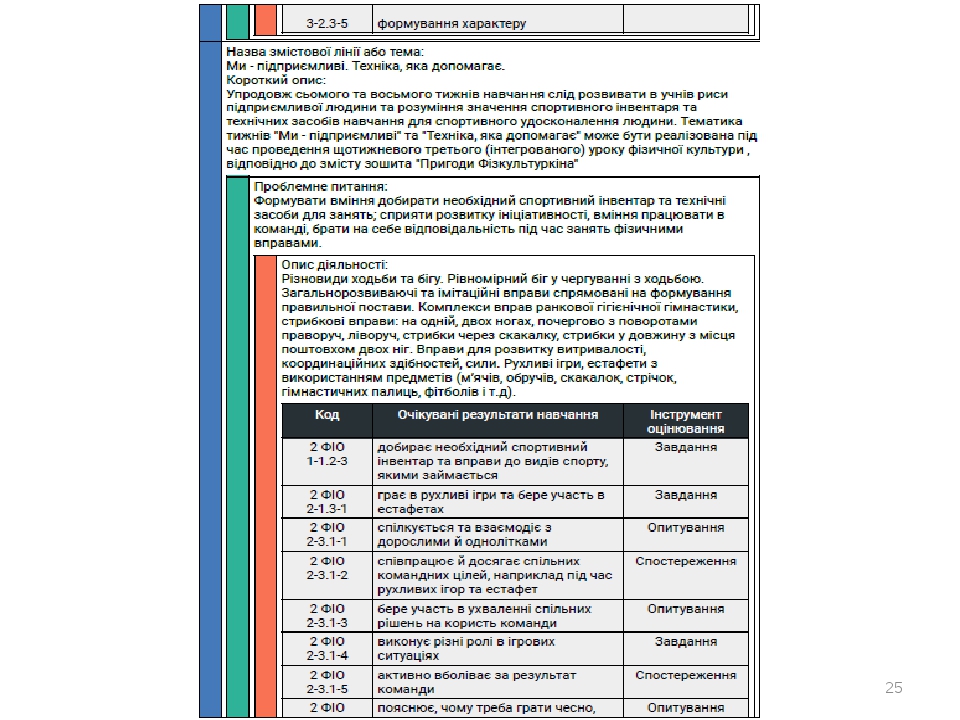 3-2.3-5 формування характеру
Назва змістової лінії або тема:
Ми - підприємливі. Техніка, яка допомагає.
Короткий опис:
Упродовж сьомого та восьмого тижнів навчання слід розвивати в учнів риси
підприємливої людини та розуміння значення спортивного інвентаря та
технічних засобів навчання для спортивного удосконалення людини. Тематика
тижнів "Ми - підприємливі" та "Техніка, яка допомагає" може бути реалізована під
час проведення щотижневого третього (інтегрованого) уроку фізичної культури ,
відповідно до змісту зошита "Пригоди Фізкультуркіна"
Проблемне питання:
Формувати вміння добирати необхідний спортивний інвентар та технічні
засоби для занять; сприяти розвитку ініціативності, вміння працювати в
команді, брати на себе відповідальність під час занять фізичними
вправами.
Опис діяльності:
Різновиди ходьби та бігу. Рівномірний біг у чергуванні з ходьбою.
Загальнорозвиваючі та імітаційні вправи спрямовані на формування
правильної постави. Комплекси вправ ранкової гігієнічної гімнастики,
стрибкові вправи: на одній, двох ногах, почергово з поворотами
праворуч, ліворуч, стрибки через скакалку, стрибки у довжину з місця
поштовхом двох ніг. Вправи для розвитку витривалості,
координаційних здібностей, сили. Рухливі ігри, естафети з
використанням предметів (м'ячів, обручів, скакалок, стрічок,
гімнастичних палиць, фітболів і т.д).
Код Очікувані результати навчання Інструмент
оцінювання
2 ФІО добирає необхідний спортивний Завдання
1-1.2-3 інвентар та вправи до видів спорту,
якими займається
2 ФІО грає в рухливі ігри та бере участь в Завдання
2-1.3-1 естафетах
2 ФІО спілкується та взаємодіє з Опитування
2-3.1-1 дорослими й однолітками
2 ФІО співпрацює й досягає спільних Спостереження
2-3.1-2 командних цілей, наприклад під час
рухливих ігор та естафет
2 ФІО бере участь в ухваленні спільних Опитування
2-3.1-3 рішень на користь команди
2 ФІО виконує різні ролі в ігрових Завдання
2-3.1-4 ситуаціях
2 ФІО активно вболіває за результат Спостереження
2-3.1-5 команди
2 ФІО пояснює, чому треба грати чесно, Опитування
25